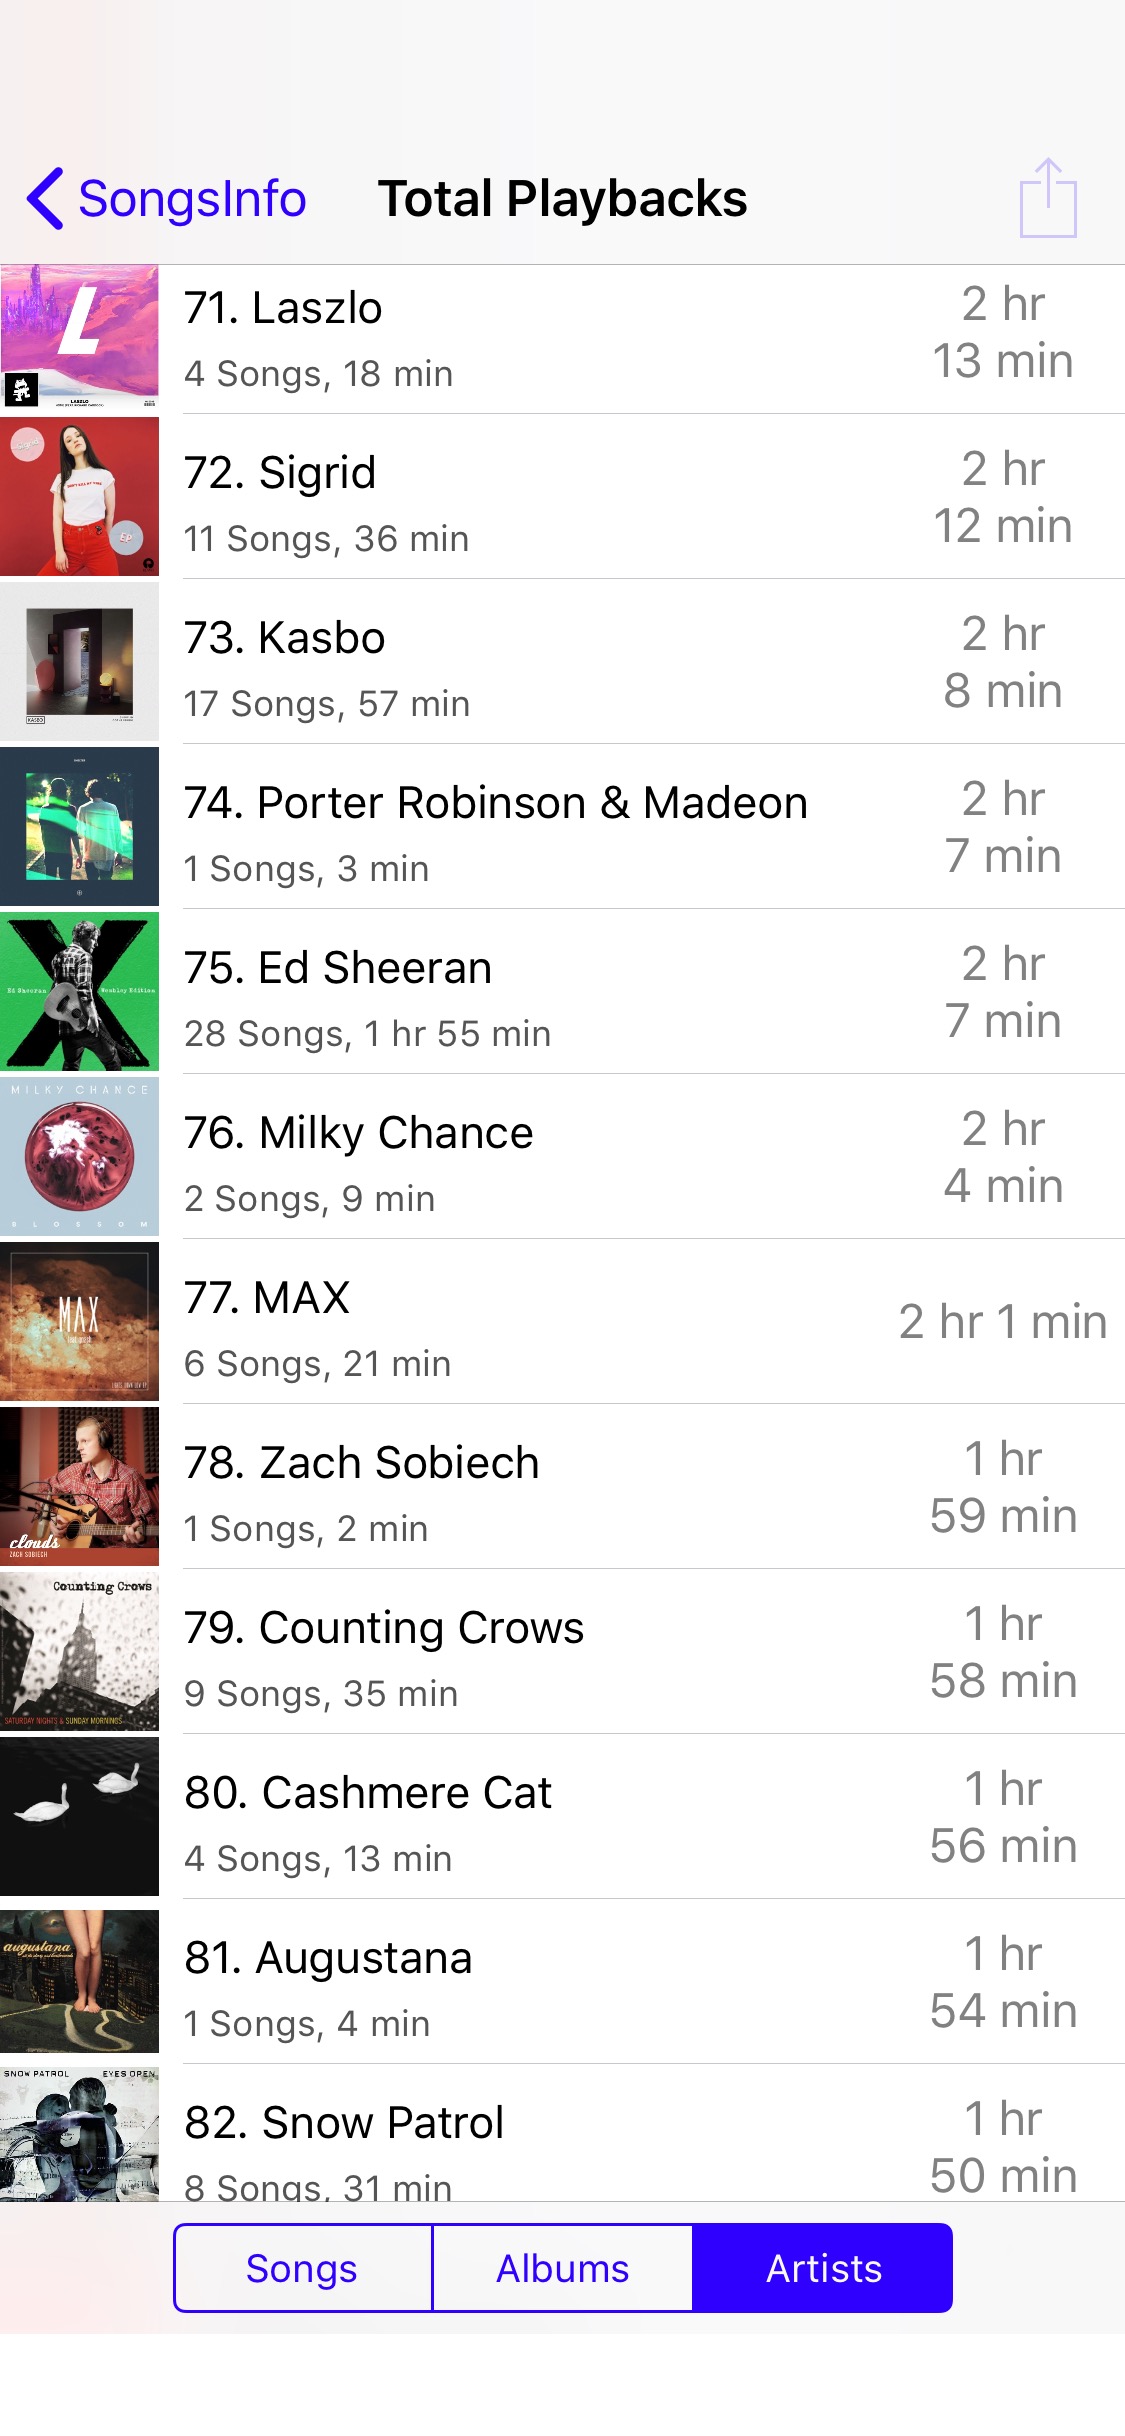 SongsInfo
Total Playbacks
L
LASZLO
71. Laszlo
4 Songs, 18 min
2 hr
13 min
Sigrid
DON'T KILL MY VIBE
EP
72. Sigrid
11 Songs, 36 min
2 hr
12 min
KASBO
73. Kasbo
17 Songs, 57 min
2 hr
8 min
74. Porter Robinson & Madeon
1 Songs, 3 min
2 hr
7 min
X
Ed Sheeran
Wembley Edition
75. Ed Sheeran
28 Songs, 1 hr 55 min
2 hr
7 min
MILKY CHANCE
BLOSSOM
76. Milky Chance
2 Songs, 9 min
2 hr
4 min
MAX
77. MAX
6 Songs, 21 min
2 hr 1 min
clouds
ZACH SOBIECH
78. Zach Sobiech
1 Songs, 2 min
1 hr
59 min
Counting Crows
SATURDAY NIGHTS & SUNDAY MORNINGS
79. Counting Crows
9 Songs, 35 min
1 hr
58 min
80. Cashmere Cat
4 Songs, 13 min
1 hr
56 min
augustana
81. Augustana
1 Songs, 4 min
1 hr
54 min
SNOW PATROL
EYES OPEN
82. Snow Patrol
8 Songs, 31 min
1 hr
50 min
Songs
Albums
Artists